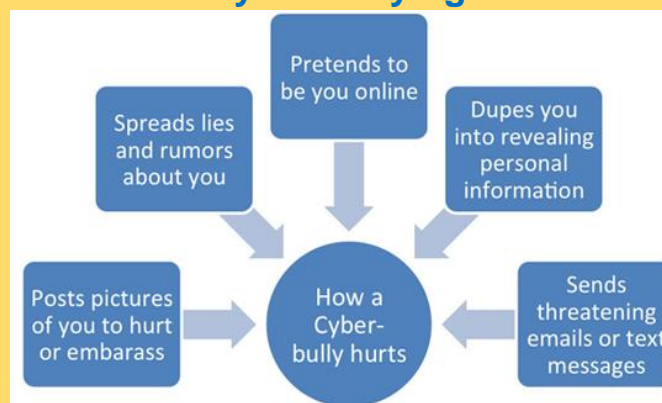 Pretends to
be you online
Spreads lies
and rumors
about you
Dupes you
into revealing
personal
information
Posts pictures
of you to hurt
or embarass
How a
Cyber-
bully hurts
Sends
threatening
emails or text
messages